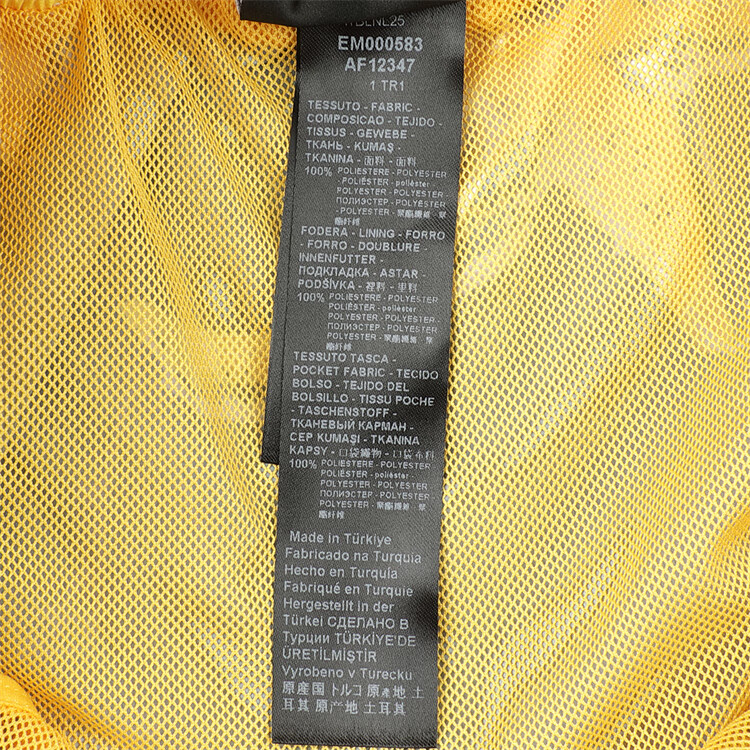 EM000583
AF12347
1 TR1
TESSUTO - FABRIC -
COMPOSICAO - TEJIDO -
TISSUS - GEWEBE -
ТКАНЬ - KUMAŞ -
TKANINA - 面料 - 面料
100% POLIESTERE - POLYESTER
- POLIÉSTER - poliéster
POLYESTER - POLYESTER -
ПОЛИЭСТЕР - POLYESTER -
POLYESTER - 聚酯纖維 - 聚
酯纤维
FODERA - LINING - FORRO
- FORRO - DOUBLURE -
INNENFUTTER -
ПОДКЛАДКА - ASTAR -
PODŠÍVKA - 裡料 - 里料
100% POLIESTERE - POLYESTER
- POLIÉSTER - poliéster
POLYESTER - POLYESTER -
ПОЛИЭСТЕР - POLYESTER -
POLYESTER - 聚酯纖維 - 聚
酯纤维
TESSUTO TASCA -
POCKET FABRIC - TECIDO
BOLSO - TEJIDO DEL
BOLSILLO - TISSU POCHE
- TASCHENSTOFF -
ТКАНЕВЫЙ КАРМАН -
CEP KUMAŞI - TKANINA
KAPSY - 口袋織物 - 口袋布料
100% POLIESTERE - POLYESTER
- POLIÉSTER - poliéster
POLYESTER - POLYESTER -
ПОЛИЭСТЕР - POLYESTER -
POLYESTER - 聚酯纖維 - 聚
酯纤维
Made in Türkiye
Fabricado na Turquia
Hecho en Turquía
Fabriqué en Turquie
Hergestellt in der
Türkei СДЕЛАНО В
Турции TÜRKİYE'DE
ÜRETİLMİŞTİR
Vyrobeno v Turecku
原産国 トルコ 原產地 土
耳其 原产地 土耳其